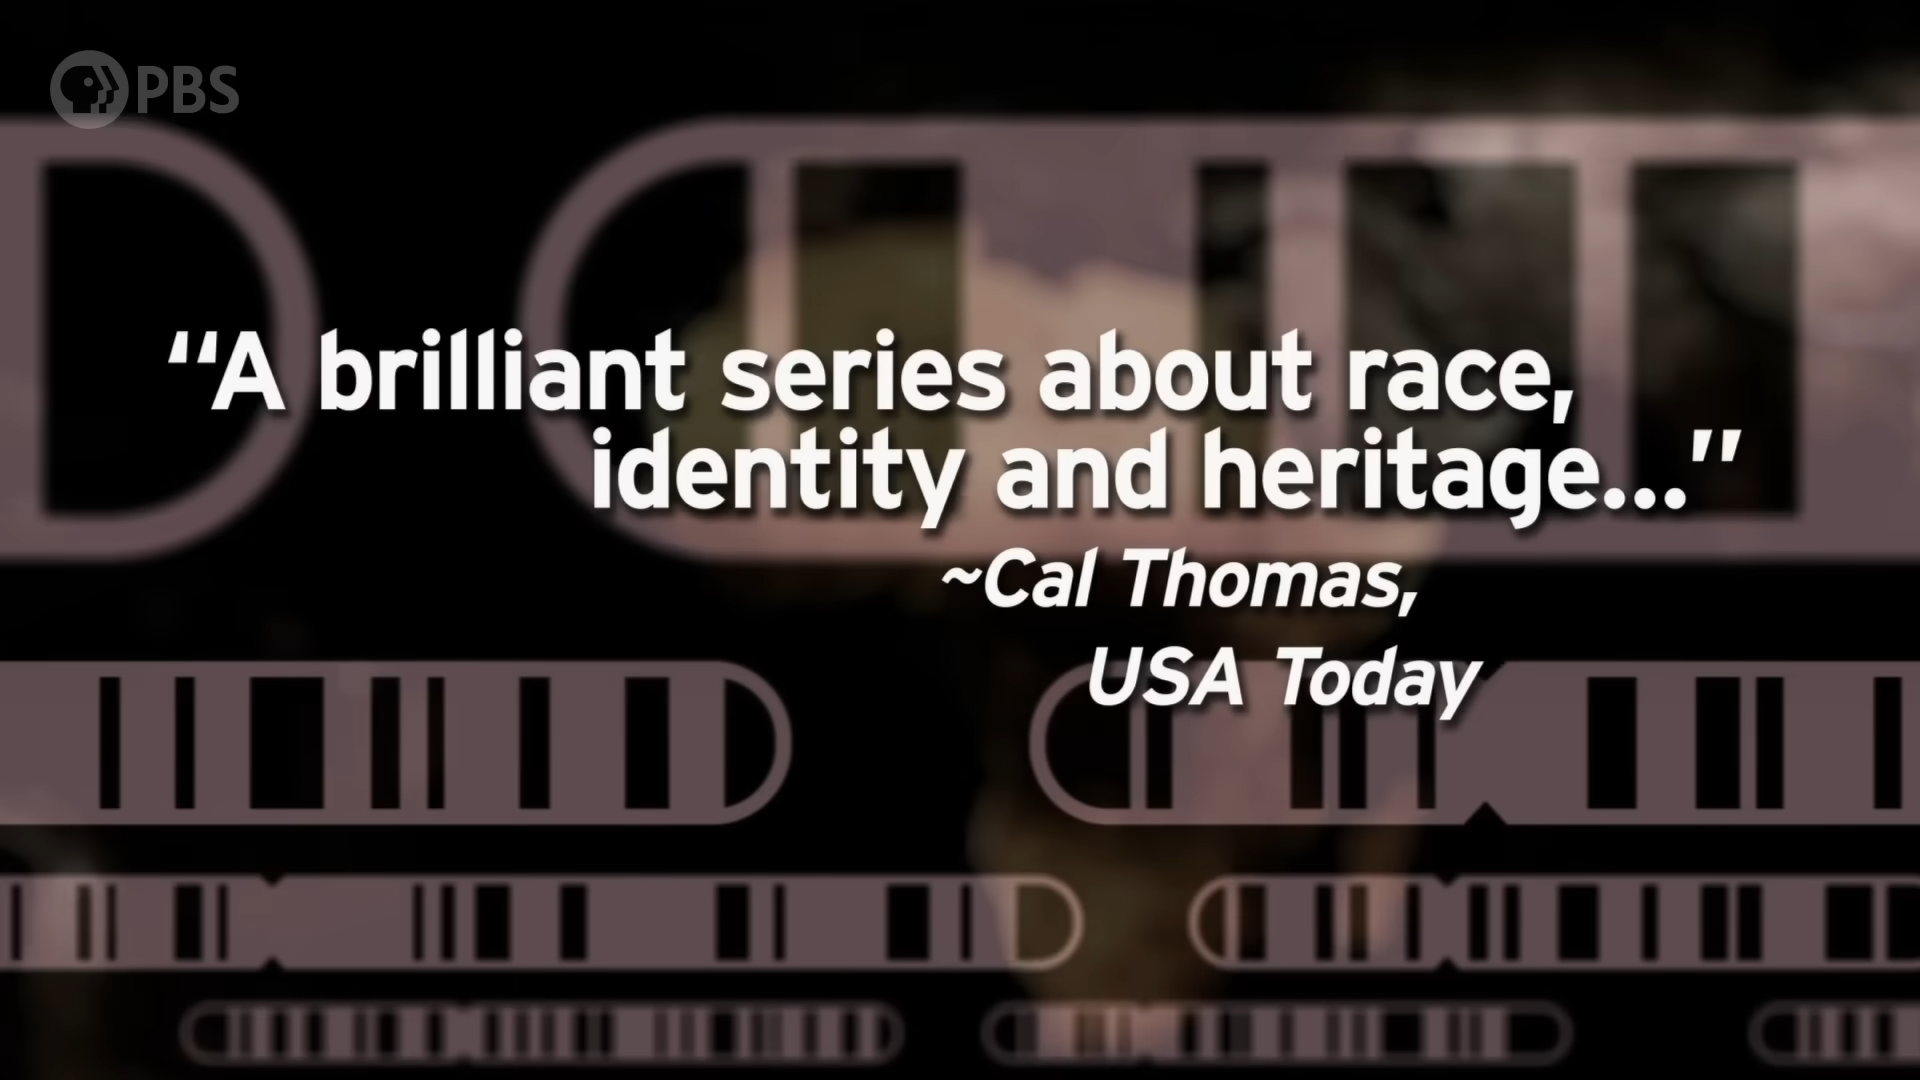 PBS
“A brilliant series about race,
identity and heritage...”
~Cal Thomas,
USA Today